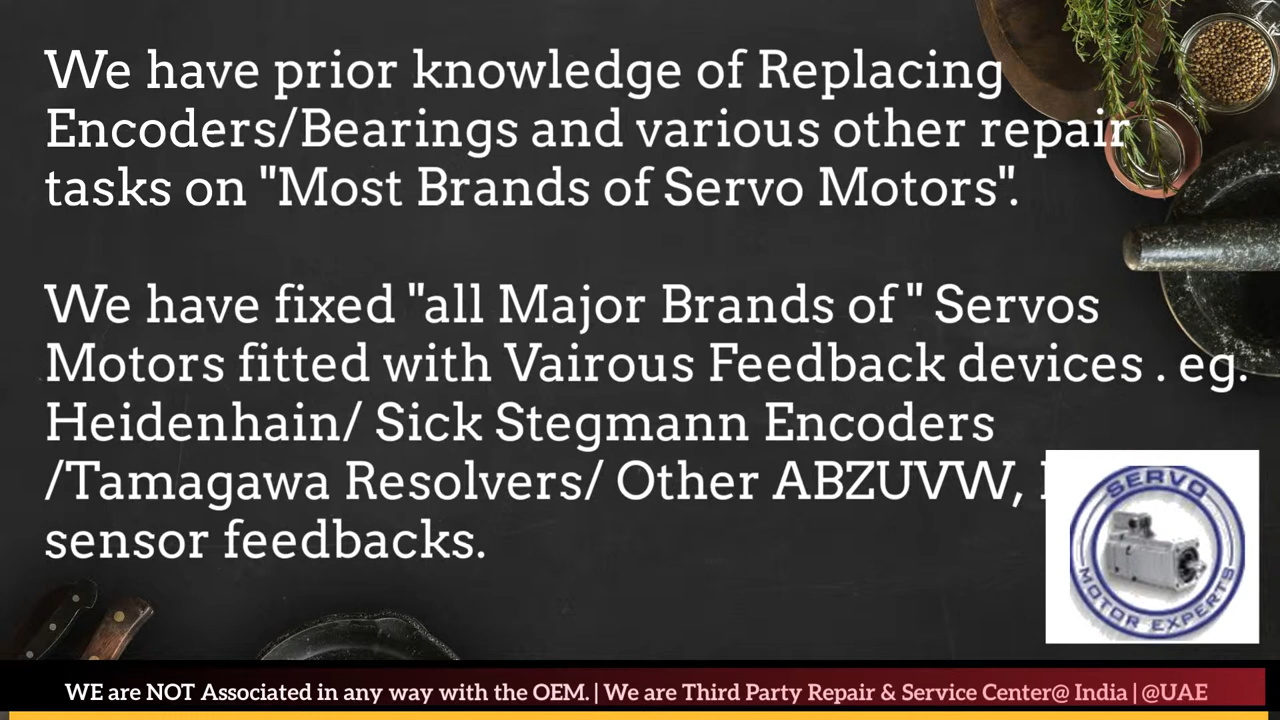 We have prior knowledge of Replacing
Encoders/Bearings and various other repair
tasks on "Most Brands of Servo Motors".
We have fixed "all Major Brands of " Servos
Motors fitted with Vairous Feedback devices . eg.
Heidenhain/ Sick Stegmann Encoders
/Tamagawa Resolvers/ Other ABZUVW,
sensor feedbacks.
SERVO
MOTOR EXPERTS
WE are NOT Associated in any way with the OEM. | We are Third Party Repair & Service Center@ India | @UAE